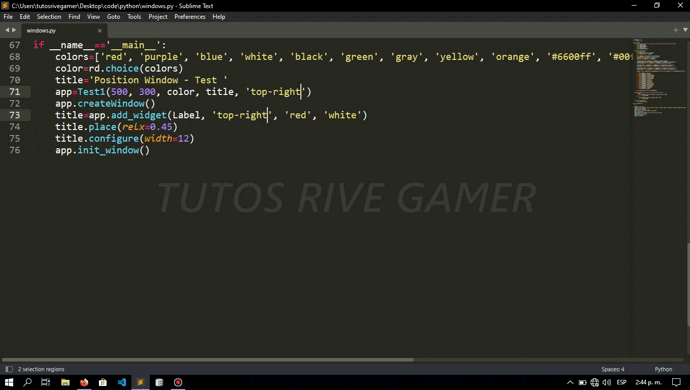 C:\Users\tutosrivegamer\Desktop\code\python\windows.py - Sublime Text
File Edit Selection Find View Goto Tools Project Preferences Help
windows.py
67 if __name__=='__main__':
68 colors=['red', 'purple', 'blue', 'white', 'black', 'green', 'gray', 'yellow', 'orange', '#6600ff', '#00
69 color=rd.choice(colors)
70 title='Position Window - Test '
71 app=Test1(500, 300, color, title, 'top-right')
72 app.createWindow()
73 title=app.add_widget(Label, 'top-right', 'red', 'white')
74 title.place(relx=0.45)
75 title.configure(width=12)
76 app.init_window()
TUTOS RIVE GAMER
2 selection regions
Spaces: 4
Python
ESP
2:44 p. m.